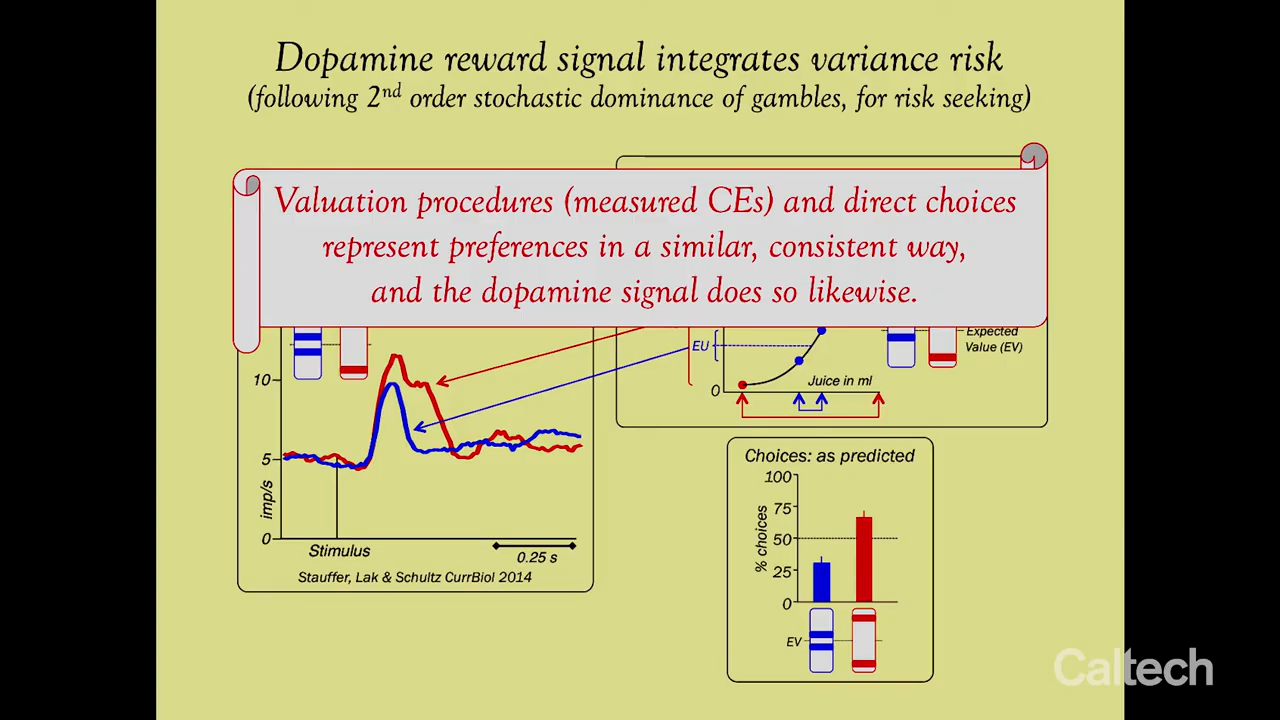 Dopamine reward signal integrates variance risk
(following 2nd order stochastic dominance of gambles, for risk seeking)
Valuation procedures (measured CEs) and direct choices
represent preferences in a similar, consistent way,
and the dopamine signal does so likewise.
10
5
0
imp/s
Stimulus
0.25 s
Stauffer, Lak & Schultz CurrBiol 2014
EU
0
Juice in ml
Expected
Value (EV)
Choices: as predicted
100
75
50
25
0
% choices
EV
Caltech